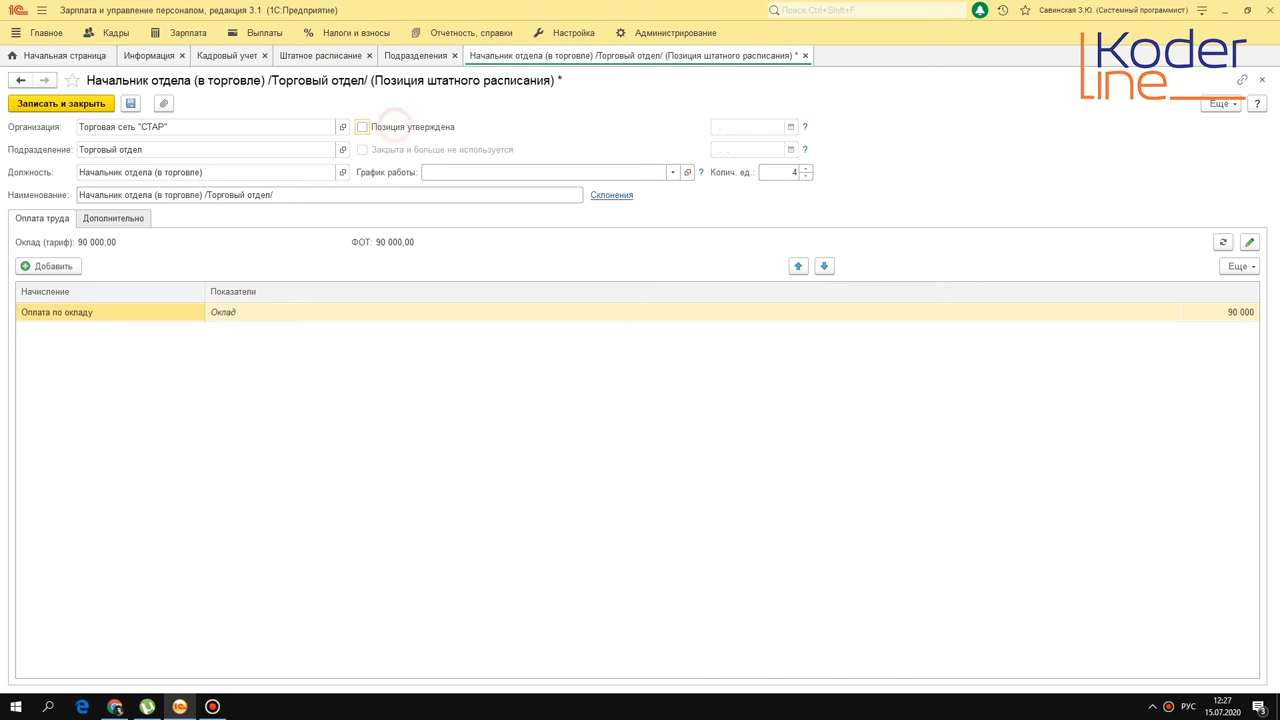 Зарплата и управление персоналом, редакция 3.1 (1С:Предприятие)
Поиск Ctrl+Shift+F
Савинская З.Ю. (Системный программист)
Главное
Кадры
Зарплата
Выплаты
Налоги и взносы
Отчетность, справки
Настройка
Администрирование
Начальная страница
Информация
Кадровый учет
Штатное расписание
Подразделения
Начальник отдела (в торговле) /Торговый отдел/ (Позиция штатного расписания) *
Koder
line
Начальник отдела (в торговле) /Торговый отдел/ (Позиция штатного расписания) *
Записать и закрыть
Еще
?
Организация: Торговая сеть "СТАР"
Позиция утверждена
?
Подразделение: Торговый отдел
Закрыта и больше не используется
?
Должность: Начальник отдела (в торговле)
График работы:
?
Колич. ед.: 4
Наименование: Начальник отдела (в торговле) /Торговый отдел/
Склонения
Оплата труда
Дополнительно
Оклад (тариф): 90 000,00
ФОТ: 90 000,00
Добавить
Еще
Начисление
Показатели
Оплата по окладу
Оклад
90 000
РУС
12:27
15.07.2020
3